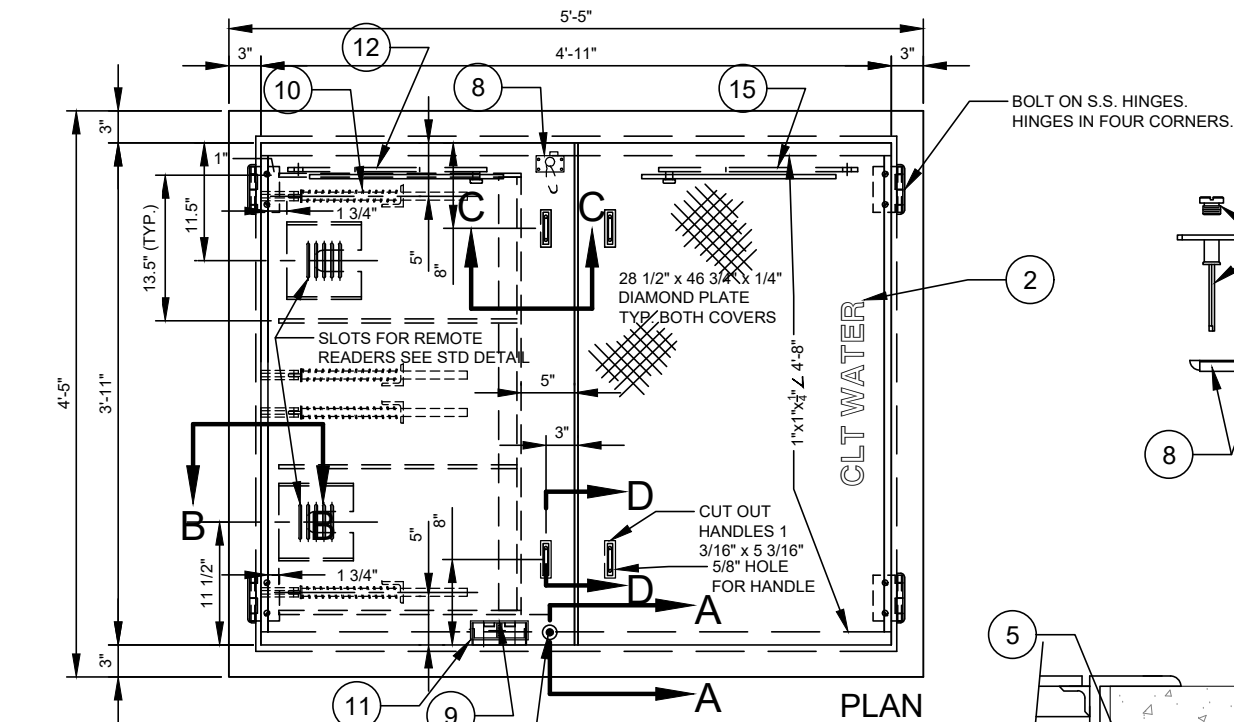 5'-5"
3"
4'-11"
3"
12
10
8
15
BOLT ON S.S. HINGES.
HINGES IN FOUR CORNERS.
3"
1"
1 3/4"
11.5"
13.5" (TYP.)
5"
8"
C
C
28 1/2" x 46 3/4" x 1/4"
DIAMOND PLATE
TYP. BOTH COVERS
2
SLOTS FOR REMOTE
READERS SEE STD DETAIL
4'-5"
3'-11"
5"
3"
1"x1"x1/4"∠ 4'-8"
CLT WATER
8
B
B
D
D
CUT OUT
HANDLES 1
3/16" x 5 3/16"
5/8" HOLE
FOR HANDLE
5"
8"
11 1/2"
1 3/4"
A
A
5
3"
11
9
PLAN